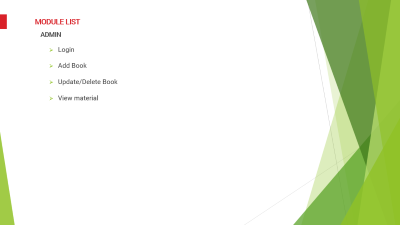 MODULE LIST
ADMIN
> Login
> Add Book
> Update/Delete Book
> View material